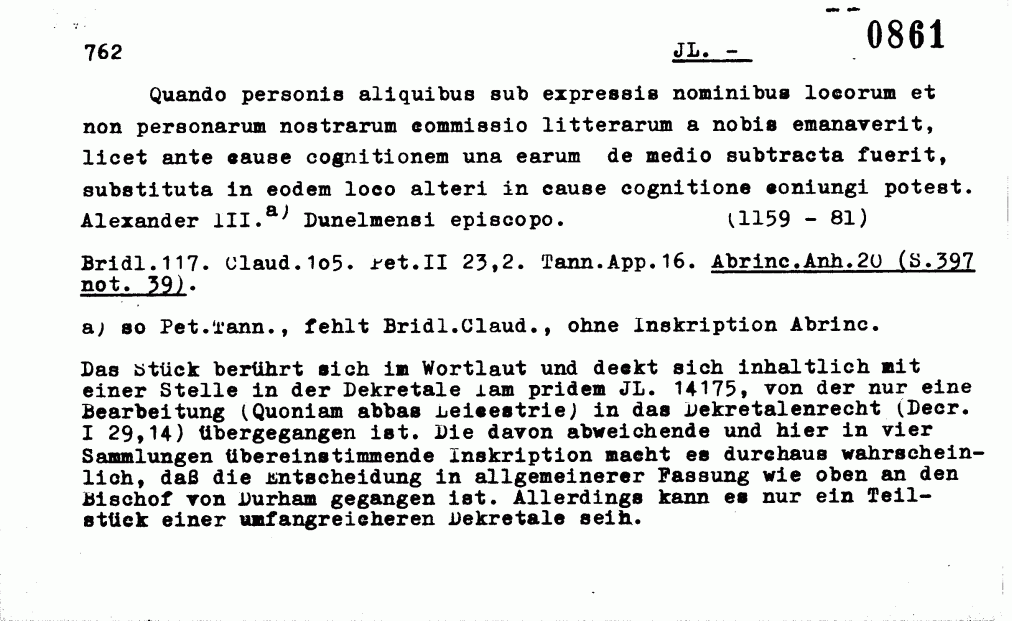 0861
762 JL. -
Quando personis aliquibus sub expressis nominibus locorum et
non personarum nostrarum commissio litterarum a nobis emanaverit,
licet ante cause cognitionem una earum de medio subtracta fuerit,
substituta in eodem loco alteri in cause cognitione coniungi potest.
Alexander III.a) Dunelmensi episcopo. (1159 - 81)
Bridl.117. Claud.105. Pet.II 23,2. Tann.App.16. Abrinc.Anh.20 (S.397
not. 39).
a) so Pet.Tann., fehlt Bridl.Claud., ohne Inskription Abrinc.
Das Stück berührt sich im Wortlaut und deckt sich inhaltlich mit
einer Stelle in der Dekretale Iam pridem JL. 14175, von der nur eine
Bearbeitung (Quoniam abbas Leicestrie) in das Dekretalenrecht (Decr.
I 29,14) übergegangen ist. Die davon abweichende und hier in vier
Sammlungen übereinstimmende Inskription macht es durchaus wahrschein-
lich, daß die Entscheidung in allgemeinerer Fassung wie oben an den
Bischof von Durham gegangen ist. Allerdings kann es nur ein Teil-
stück einer umfangreicheren Dekretale sein.